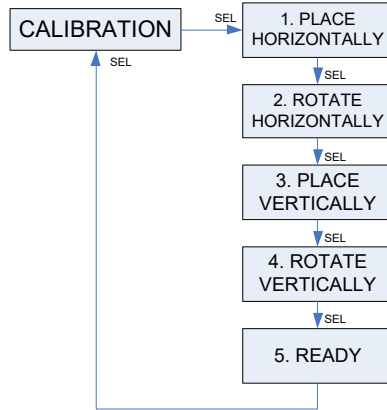 CALIBRATION
SEL
1. PLACE
HORIZONTALLY
SEL
SEL
2. ROTATE
HORIZONTALLY
SEL
3. PLACE
VERTICALLY
SEL
4. ROTATE
VERTICALLY
SEL
5. READY